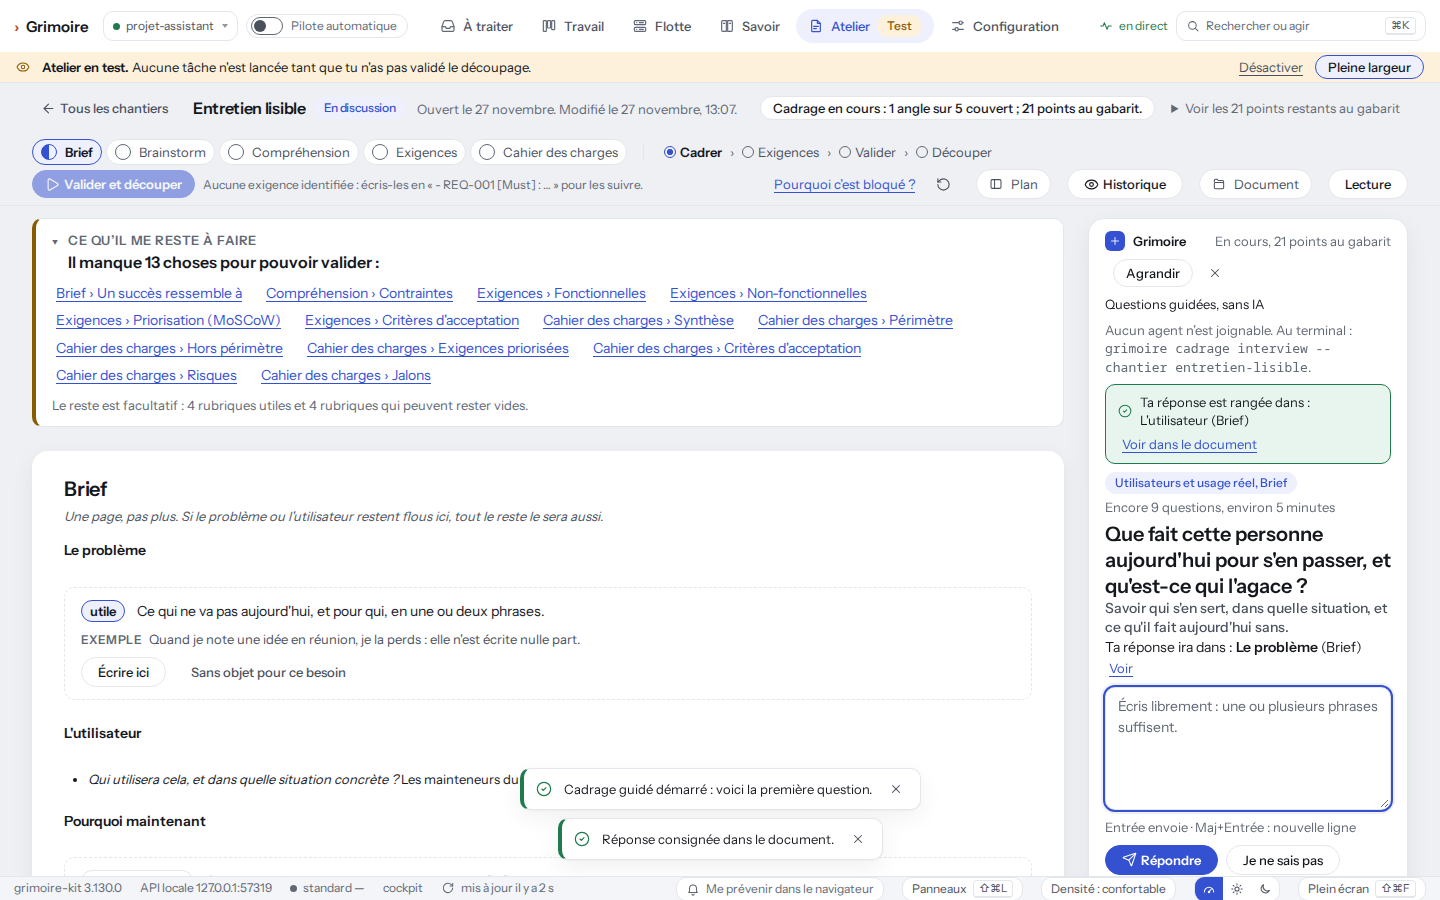 Grimoire
projet-assistant
Pilote automatique
À traiter
Travail
Flotte
Savoir
Atelier Test
Configuration
en direct
Rechercher ou agir ⌘K
Atelier en test. Aucune tâche n'est lancée tant que tu n'as pas validé le découpage.
Désactiver
Pleine largeur
← Tous les chantiers
Entretien lisible
En discussion
Ouvert le 27 novembre. Modifié le 27 novembre, 13:07.
Cadrage en cours : 1 angle sur 5 couvert ; 21 points au gabarit.
▶ Voir les 21 points restants au gabarit
Brief
Brainstorm
Compréhension
Exigences
Cahier des charges
Cadrer › Exigences › Valider › Découper
Valider et découper
Aucune exigence identifiée : écris-les en « - REQ-001 [Must] : … » pour les suivre.
Pourquoi c'est bloqué ?
Plan
Historique
Document
Lecture
CE QU'IL ME RESTE À FAIRE
Il manque 13 choses pour pouvoir valider :
Brief › Un succès ressemble à Compréhension › Contraintes Exigences › Fonctionnelles Exigences › Non-fonctionnelles
Exigences › Priorisation (MoSCoW) Exigences › Critères d'acceptation Cahier des charges › Synthèse Cahier des charges › Périmètre
Cahier des charges › Hors périmètre Cahier des charges › Exigences priorisées Cahier des charges › Critères d'acceptation
Cahier des charges › Risques Cahier des charges › Jalons
Le reste est facultatif : 4 rubriques utiles et 4 rubriques qui peuvent rester vides.
Brief
Une page, pas plus. Si le problème ou l'utilisateur restent flous ici, tout le reste le sera aussi.
Le problème
utile Ce qui ne va pas aujourd'hui, et pour qui, en une ou deux phrases.
EXEMPLE Quand je note une idée en réunion, je la perds : elle n'est écrite nulle part.
Écrire ici
Sans objet pour ce besoin
L'utilisateur
• Qui utilisera cela, et dans quelle situation concrète ? Les mainteneurs du
Pourquoi maintenant
Cadrage guidé démarré : voici la première question.
Réponse consignée dans le document.
Grimoire
En cours, 21 points au gabarit
Agrandir
Questions guidées, sans IA
Aucun agent n'est joignable. Au terminal :
grimoire cadrage interview --
chantier entretien-lisible.
Ta réponse est rangée dans :
L'utilisateur (Brief)
Voir dans le document
Utilisateurs et usage réel, Brief
Encore 9 questions, environ 5 minutes
Que fait cette personne
aujourd'hui pour s'en passer, et
qu'est-ce qui l'agace ?
Savoir qui s'en sert, dans quelle situation, et
ce qu'il fait aujourd'hui sans.
Ta réponse ira dans : Le problème (Brief)
Voir
Écris librement : une ou plusieurs phrases
suffisent.
Entrée envoie · Maj+Entrée : nouvelle ligne
Répondre
Je ne sais pas
grimoire-kit 3.130.0
API locale 127.0.0.1:57319
standard —
cockpit
mis à jour il y a 2 s
Me prévenir dans le navigateur
Panneaux ⇧⌘L
Densité : confortable
Plein écran ⇧⌘F